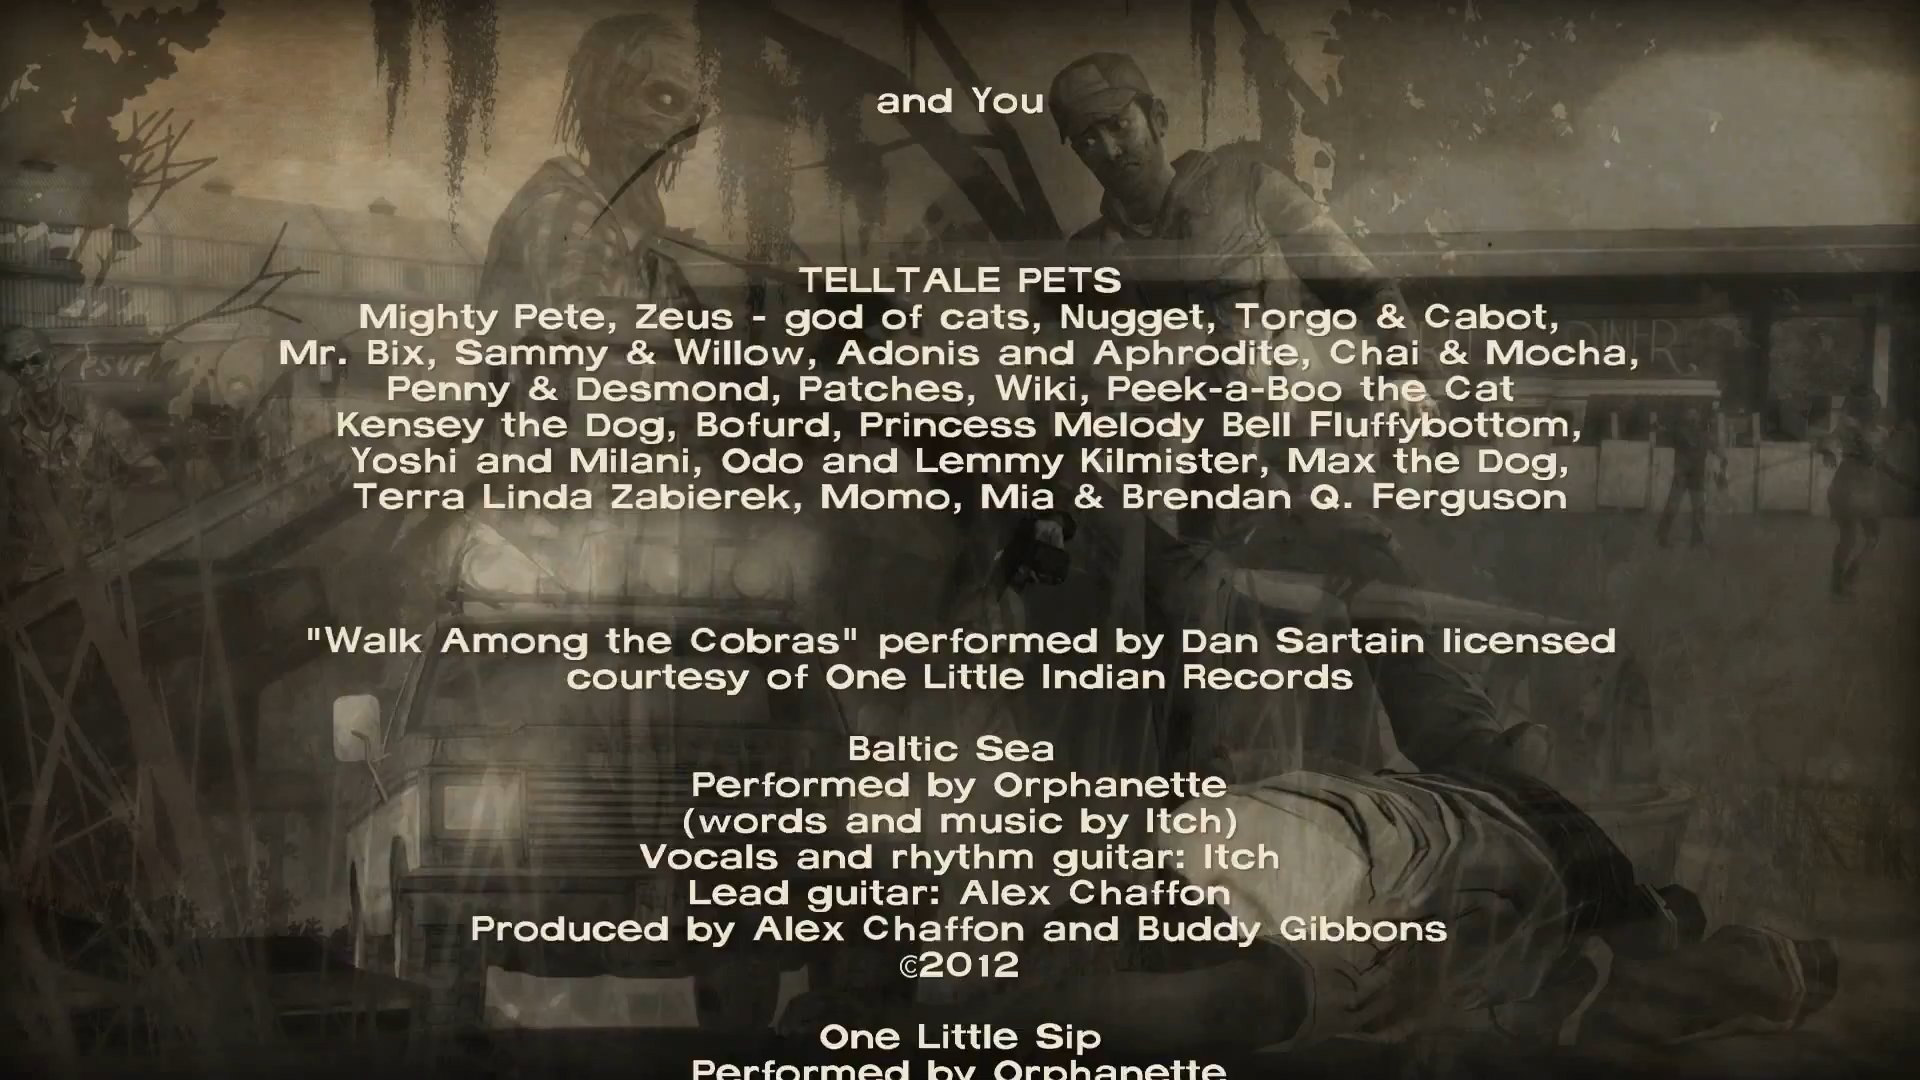 and You
TELLTALE PETS
Mighty Pete, Zeus - god of cats, Nugget, Torgo & Cabot,
Mr. Bix, Sammy & Willow, Adonis and Aphrodite, Chai & Mocha,
Penny & Desmond, Patches, Wiki, Peek-a-Boo the Cat
Kensey the Dog, Bofurd, Princess Melody Bell Fluffybottom,
Yoshi and Milani, Odo and Lemmy Kilmister, Max the Dog,
Terra Linda Zabierek, Momo, Mia & Brendan Q. Ferguson
"Walk Among the Cobras" performed by Dan Sartain licensed
courtesy of One Little Indian Records
Baltic Sea
Performed by Orphanette
(words and music by Itch)
Vocals and rhythm guitar: Itch
Lead guitar: Alex Chaffon
Produced by Alex Chaffon and Buddy Gibbons
©2012
One Little Sip
Performed by Orphanette
DINER